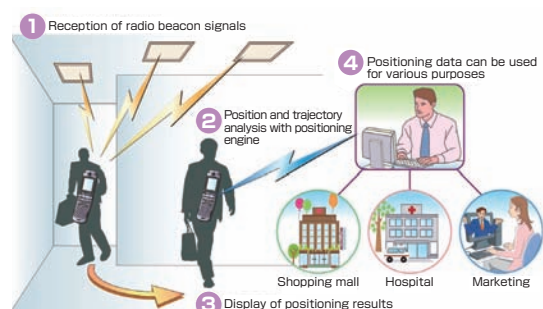 1 Reception of radio beacon signals
4 Positioning data can be used
for various purposes
2 Position and trajectory
analysis with positioning
engine
Shopping mall
Hospital
Marketing
3 Display of positioning results